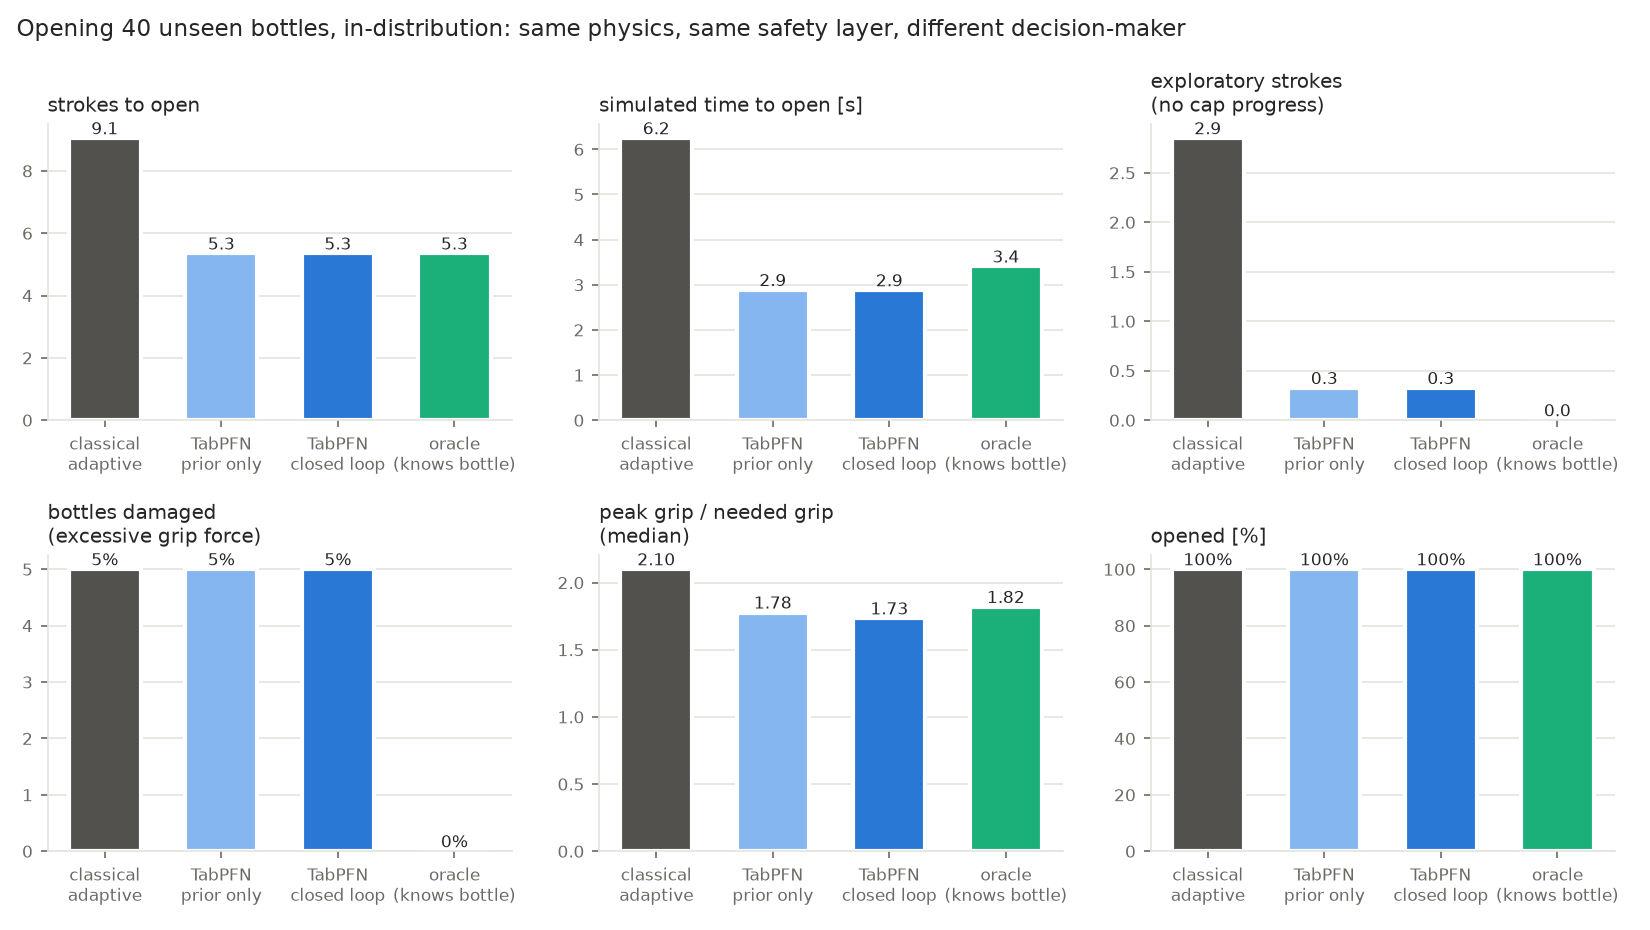 Opening 40 unseen bottles, in-distribution: same physics, same safety layer, different decision-maker
strokes to open
9.1
5.3
5.3
5.3
8
6
4
2
0
classical
adaptive
TabPFN
prior only
TabPFN
closed loop
oracle
(knows bottle)
simulated time to open [s]
6.2
2.9
2.9
3.4
6
5
4
3
2
1
0
classical
adaptive
TabPFN
prior only
TabPFN
closed loop
oracle
(knows bottle)
exploratory strokes
(no cap progress)
2.9
0.3
0.3
0.0
2.5
2.0
1.5
1.0
0.5
0.0
classical
adaptive
TabPFN
prior only
TabPFN
closed loop
oracle
(knows bottle)
bottles damaged
(excessive grip force)
5%
5%
5%
0%
5
4
3
2
1
0
classical
adaptive
TabPFN
prior only
TabPFN
closed loop
oracle
(knows bottle)
peak grip / needed grip
(median)
2.10
1.78
1.73
1.82
2.0
1.5
1.0
0.5
0.0
classical
adaptive
TabPFN
prior only
TabPFN
closed loop
oracle
(knows bottle)
opened [%]
100%
100%
100%
100%
100
80
60
40
20
0
classical
adaptive
TabPFN
prior only
TabPFN
closed loop
oracle
(knows bottle)